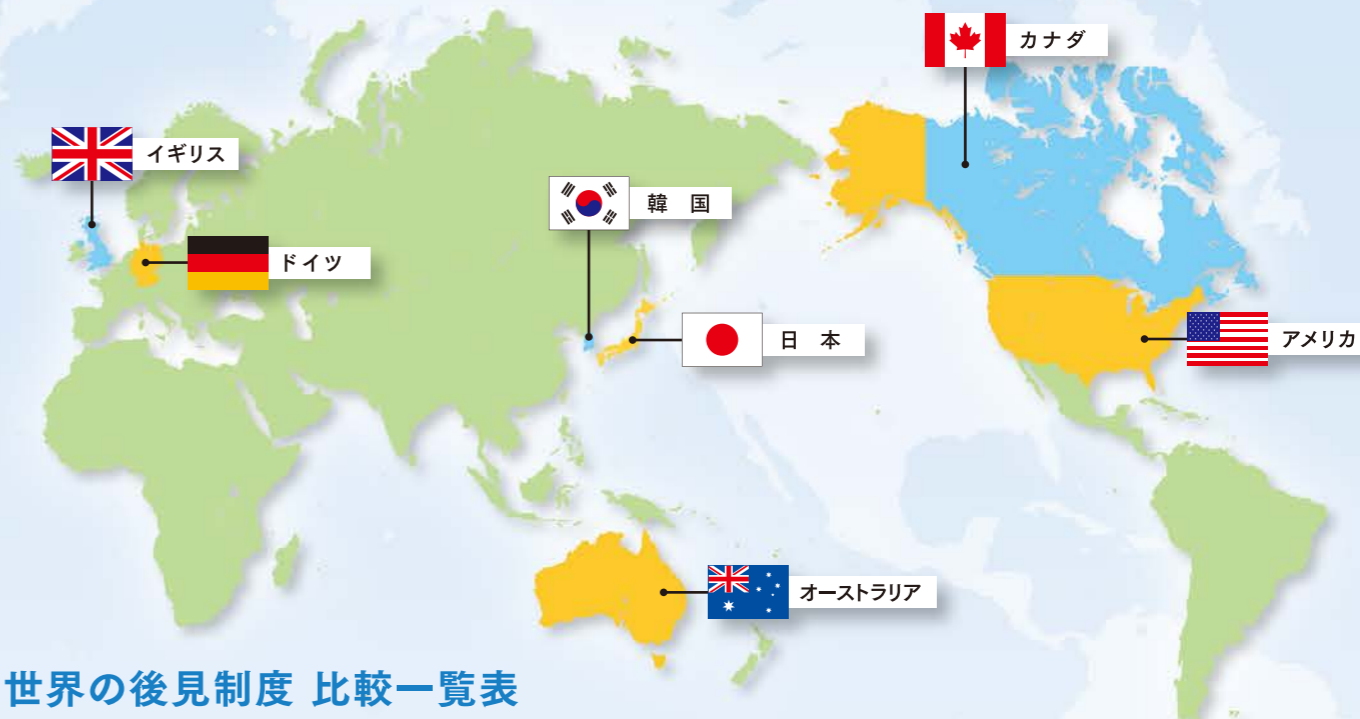 カナダ
イギリス
韓　国
ドイツ
日　本
アメリカ
オーストラリア
世界の後見制度 比較一覧表